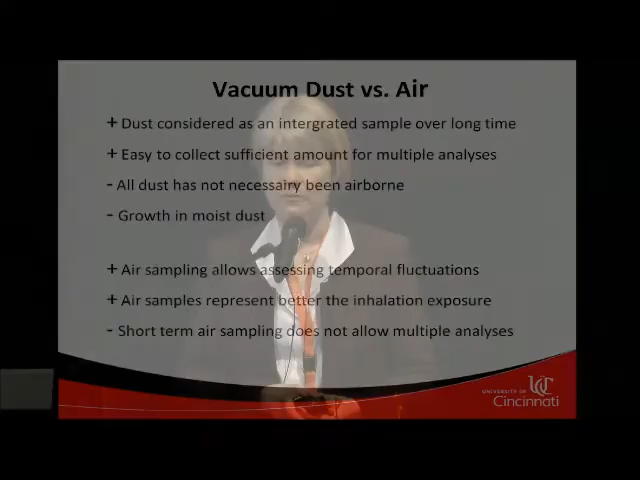 Vacuum Dust vs. Air
+ Dust considered as an intergrated sample over long time
+ Easy to collect sufficient amount for multiple analyses
- All dust has not necessairy been airborne
- Growth in moist dust
+ Air sampling allows assessing temporal fluctuations
+ Air samples represent better the inhalation exposure
- Short term air sampling does not allow multiple analyses
UNIVERSITY OF
UC
Cincinnati